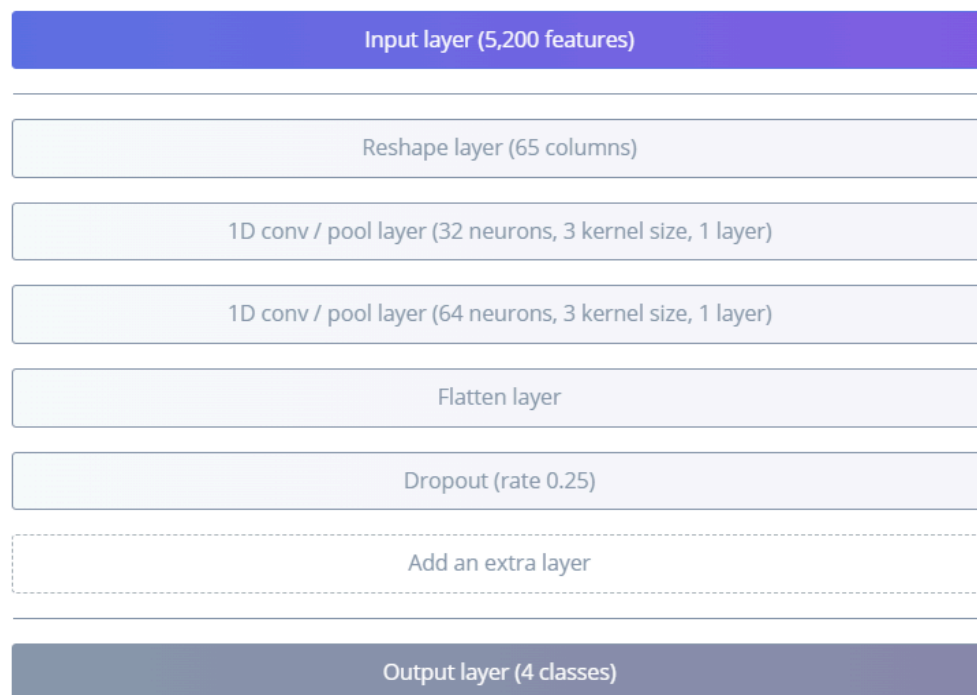 Input layer (5,200 features)
Reshape layer (65 columns)
1D conv / pool layer (32 neurons, 3 kernel size, 1 layer)
1D conv / pool layer (64 neurons, 3 kernel size, 1 layer)
Flatten layer
Dropout (rate 0.25)
Add an extra layer
Output layer (4 classes)